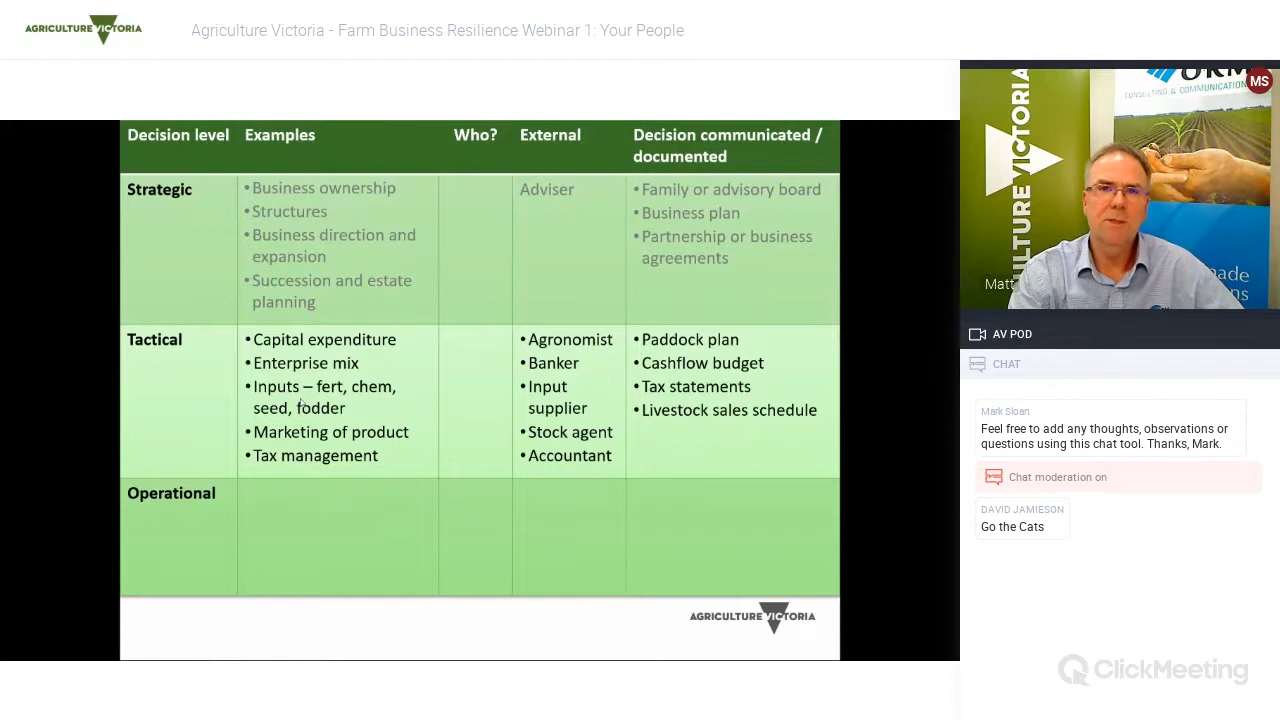 AGRICULTURE VICTORIA
Agriculture Victoria - Farm Business Resilience Webinar 1: Your People
Decision level
Examples
Who?
External
Decision communicated /
documented
Strategic
• Business ownership
• Structures
• Business direction and
expansion
• Succession and estate
planning
Adviser
• Family or advisory board
• Business plan
• Partnership or business
agreements
Tactical
• Capital expenditure
• Enterprise mix
• Inputs – fert, chem,
seed, fodder
• Marketing of product
• Tax management
• Agronomist
• Banker
• Input
supplier
• Stock agent
• Accountant
• Paddock plan
• Cashflow budget
• Tax statements
• Livestock sales schedule
Operational
AGRICULTURE VICTORIA
MS
CONSULTING & COMMUNICATION
VICTORIA
Matt
AV POD
CHAT
Mark Sloan
Feel free to add any thoughts, observations or
questions using this chat tool. Thanks, Mark.
Chat moderation on
DAVID JAMIESON
Go the Cats
ClickMeeting